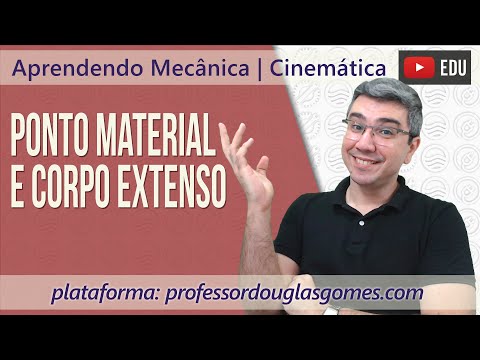 Aprendendo Mecânica | Cinemática
EDU
PONTO MATERIAL
E CORPO EXTENSO
plataforma: professordouglasgomes.com